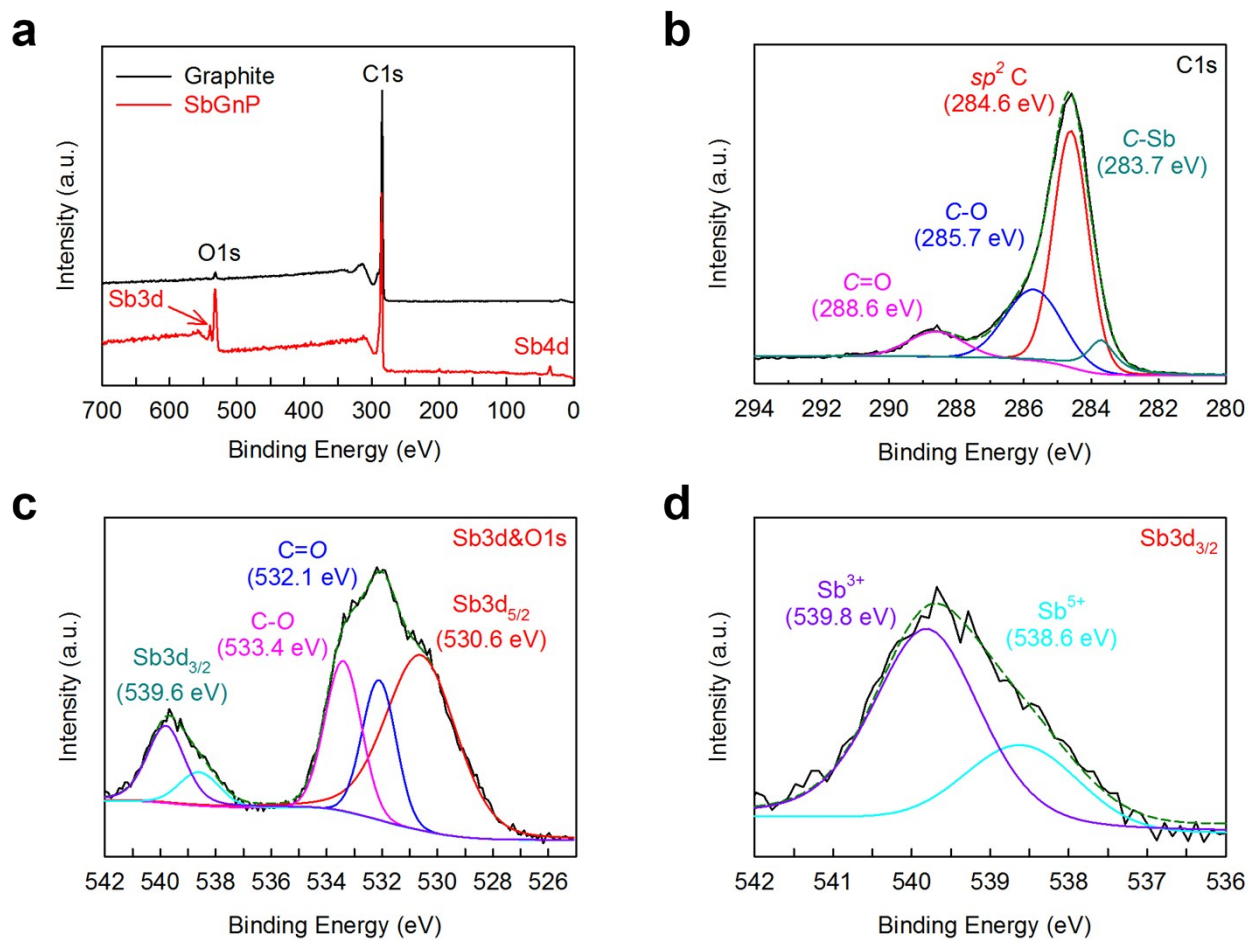 a
Graphite
SbGnP
C1s
O1s
Sb3d
Sb4d
Intensity (a.u.)
700 600 500 400 300 200 100 0
Binding Energy (eV)
b
C1s
sp² C
(284.6 eV)
C-Sb
(283.7 eV)
C-O
(285.7 eV)
C=O
(288.6 eV)
Intensity (a.u.)
294 292 290 288 286 284 282 280
Binding Energy (eV)
c
Sb3d&O1s
C=O
(532.1 eV)
Sb3d₅/₂
(530.6 eV)
C-O
(533.4 eV)
Sb3d₃/₂
(539.6 eV)
Intensity (a.u.)
542 540 538 536 534 532 530 528 526
Binding Energy (eV)
d
Sb3d₃/₂
Sb³⁺
(539.8 eV)
Sb⁵⁺
(538.6 eV)
Intensity (a.u.)
542 541 540 539 538 537 536
Binding Energy (eV)